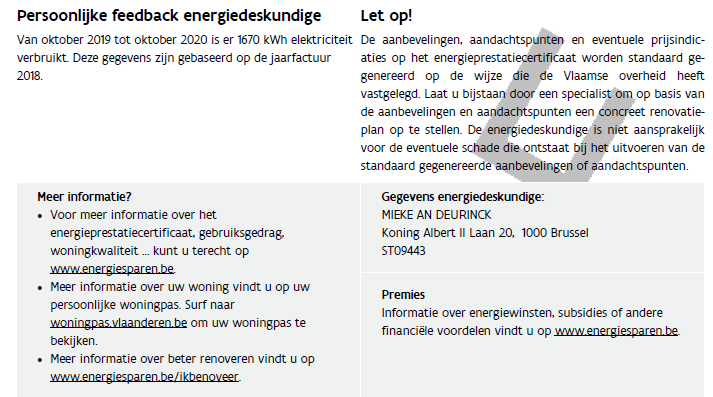 Persoonlijke feedback energiedeskundige
Van oktober 2019 tot oktober 2020 is er 1670 kWh elektriciteit
verbruikt. Deze gegevens zijn gebaseerd op de jaarfactuur
2018.
Let op!
De aanbevelingen, aandachtspunten en eventuele prijsindic-
aties op het energieprestatiecertificaat worden standaard ge-
genereerd op de wijze die de Vlaamse overheid heeft
vastgelegd. Laat u bijstaan door een specialist om op basis van
de aanbevelingen en aandachtspunten een concreet renovatie-
plan op te stellen. De energiedeskundige is niet aansprakelijk
voor de eventuele schade die ontstaat bij het uitvoeren van de
standaard gegenereerde aanbevelingen of aandachtspunten.
Meer informatie?
• Voor meer informatie over het
energieprestatiecertificaat, gebruiksgedrag,
woningkwaliteit ... kunt u terecht op
www.energiesparen.be.
• Meer informatie over uw woning vindt u op uw
persoonlijke woningpas. Surf naar
woningpas.vlaanderen.be om uw woningpas te
bekijken.
• Meer informatie over beter renoveren vindt u op
www.energiesparen.be/ikbenoveer.
Gegevens energiedeskundige:
MIEKE AN DEURINCK
Koning Albert II Laan 20, 1000 Brussel
ST09443
Premies
Informatie over energiewinsten, subsidies of andere
financiële voordelen vindt u op www.energiesparen.be.